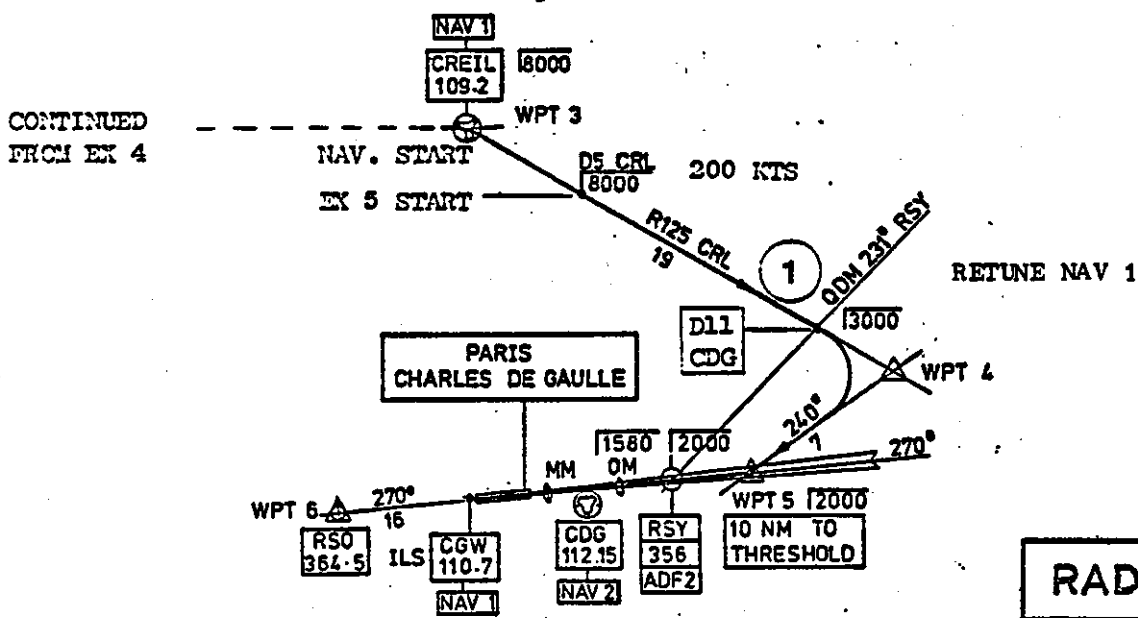 NAV 1
CREIL
109.2
8000
WPT 3
CONTINUED
FROM EX 4
NAV. START
D5 CRL
8000
200 KTS
EX 5 START
R125 CRL
19
1
QDM 231° RSY
RETUNE NAV 1
D11
CDG
3000
PARIS
CHARLES DE GAULLE
WPT 4
240°
7
1580
2000
MM
OM
270°
WPT 6
270°
16
WPT 5 2000
RSO
364.5
ILS
CGW
110.7
NAV 1
CDG
112.15
NAV 2
RSY
356
ADF2
10 NM TO
THRESHOLD
RAD